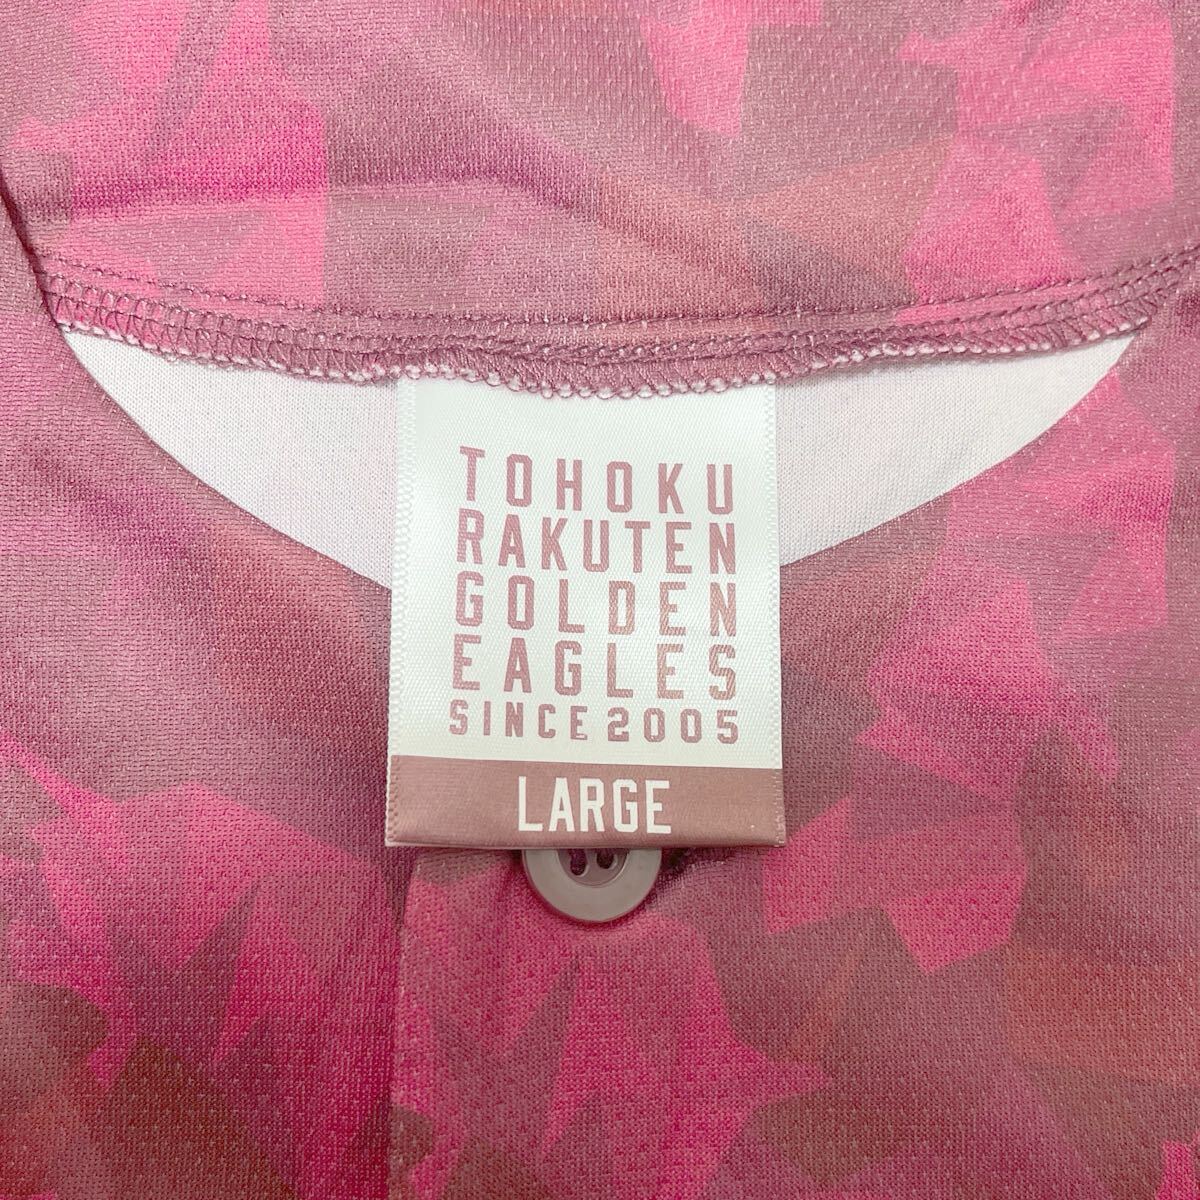 TOHOKU
RAKUTEN
GOLDEN
EAGLES
SINCE 2005
LARGE